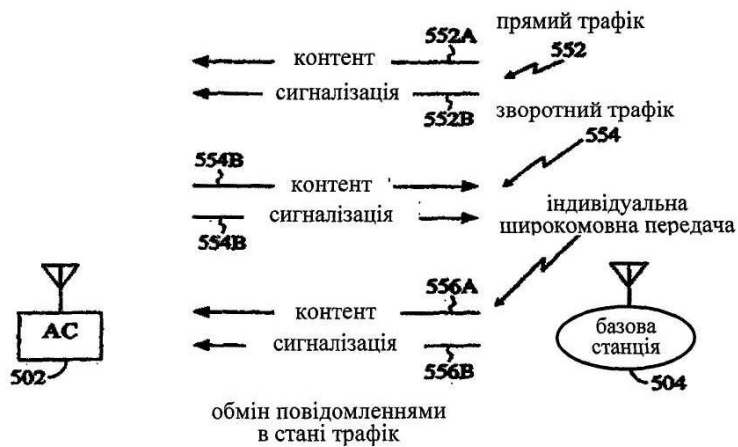 552A
прямий трафік
контент
552
сигналізація
552B
зворотний трафік
554B
554
контент
сигналізація
554B
індивідуальна
широкомовна передача
556A
контент
AC
сигналізація
базова
станція
502
556B
504
обмін повідомленнями
в стані трафік